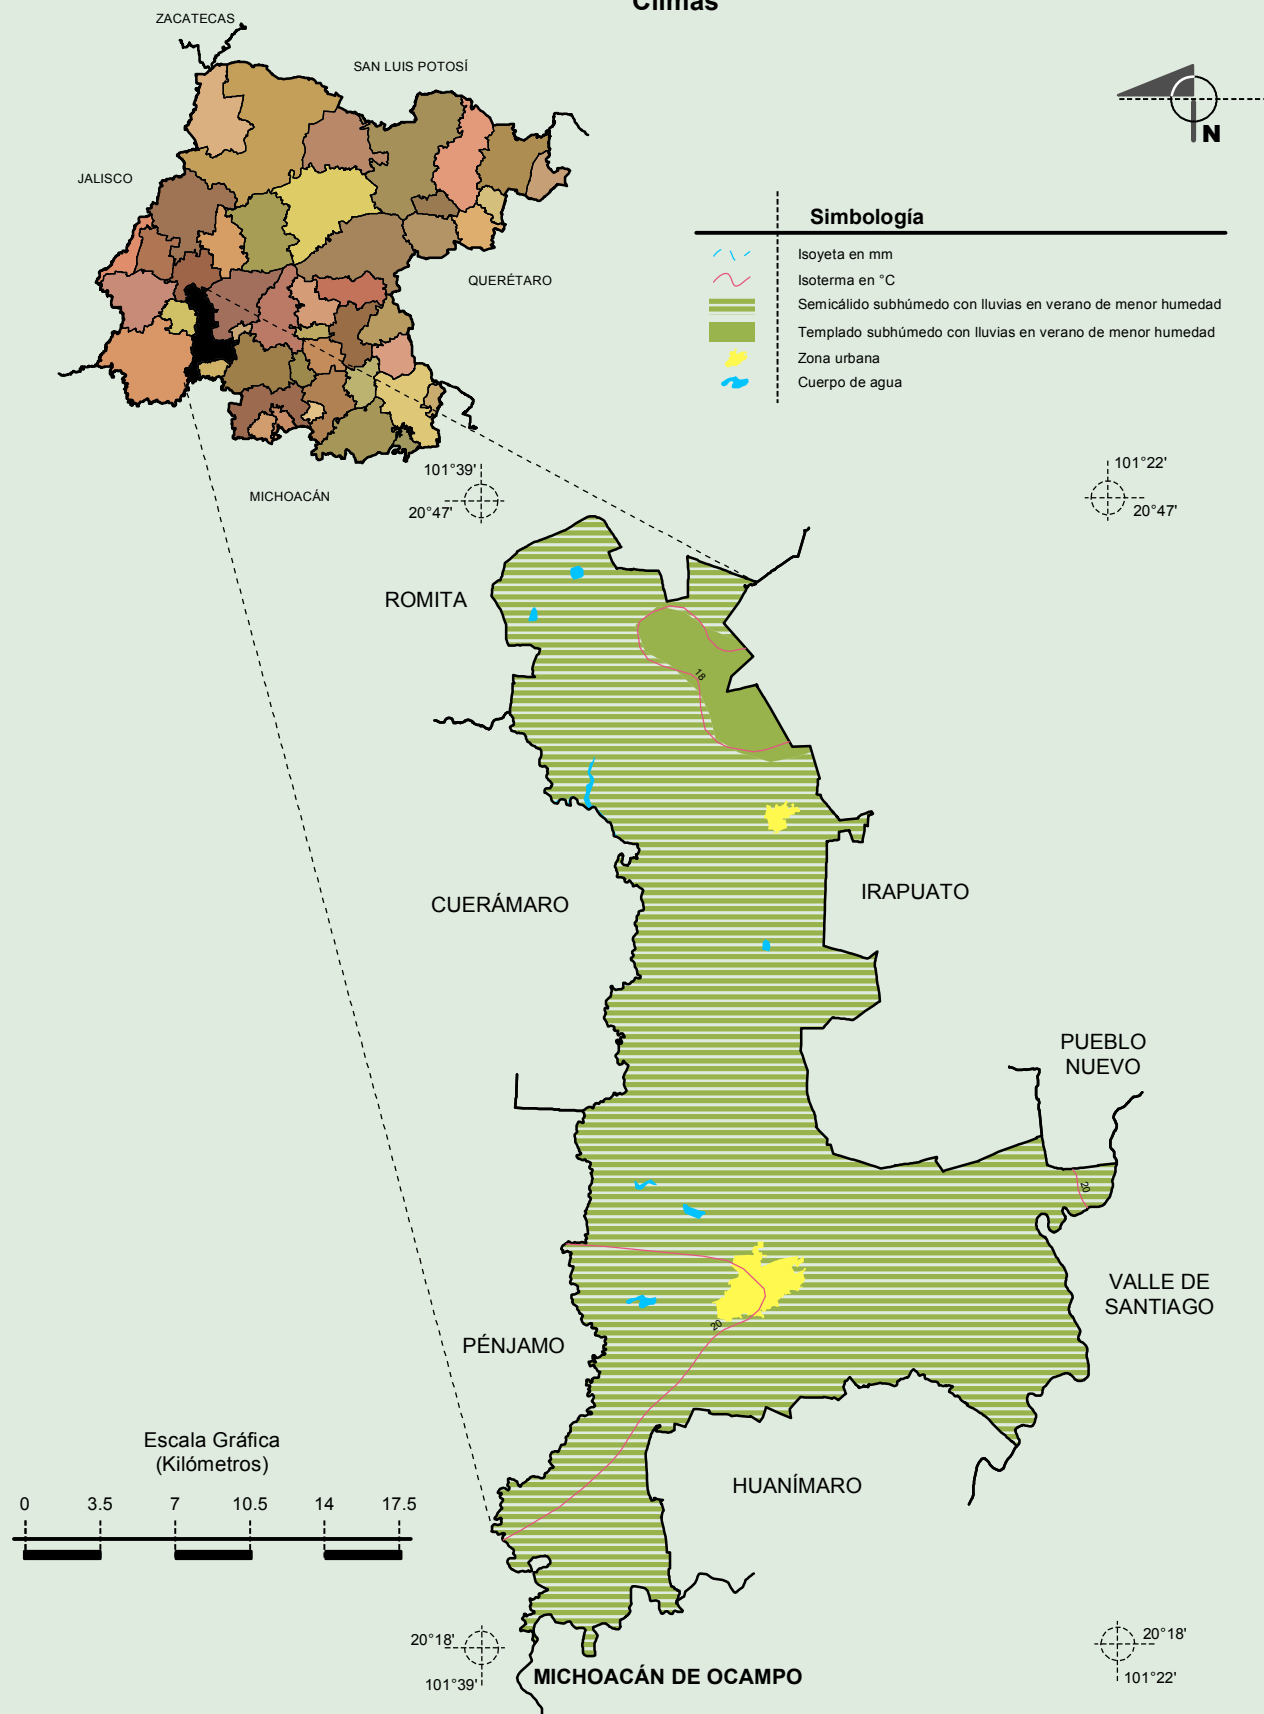 Climas
ZACATECAS
SAN LUIS POTOSÍ
JALISCO
QUERÉTARO
MICHOACÁN
N
Simbología
Isoyeta en mm
Isoterma en °C
Semicálido subhúmedo con lluvias en verano de menor humedad
Templado subhúmedo con lluvias en verano de menor humedad
Zona urbana
Cuerpo de agua
101°39'
20°47'
101°22'
20°47'
ROMITA
18
CUERÁMARO
IRAPUATO
PUEBLO
NUEVO
20
VALLE DE
SANTIAGO
20
PÉNJAMO
HUANÍMARO
Escala Gráfica
(Kilómetros)
0 3.5 7 10.5 14 17.5
20°18'
101°39'
MICHOACÁN DE OCAMPO
20°18'
101°22'